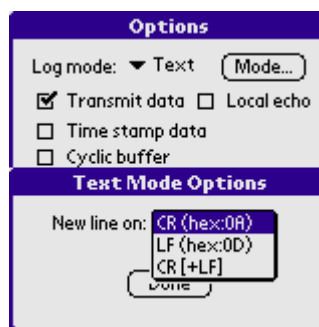 Options
Log mode: Text Mode...
Transmit data Local echo
Time stamp data
Cyclic buffer
Text Mode Options
New line on: CR (hex:0A)
LF (hex:0D)
CR [+LF]
Done